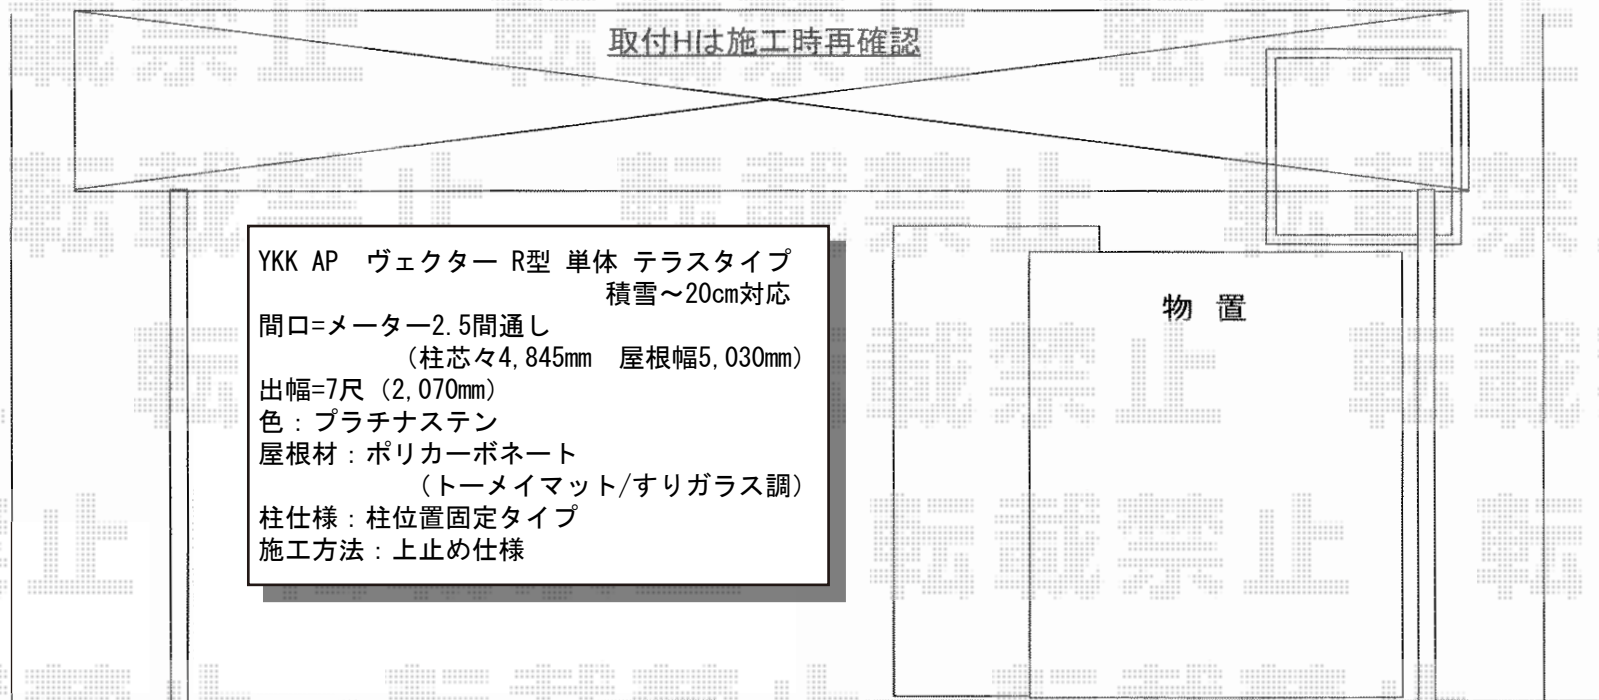 取付Hは施工時再確認
YKK AP　ヴェクター R型 単体 テラスタイプ
積雪～20cm対応
間口=メーター2.5間通し
（柱芯々4,845mm　屋根幅5,030mm）
出幅=7尺（2,070mm）
色：プラチナステン
屋根材：ポリカーボネート
（トーメイマット/すりガラス調）
柱仕様：柱位置固定タイプ
施工方法：上止め仕様
物 置
転載禁止